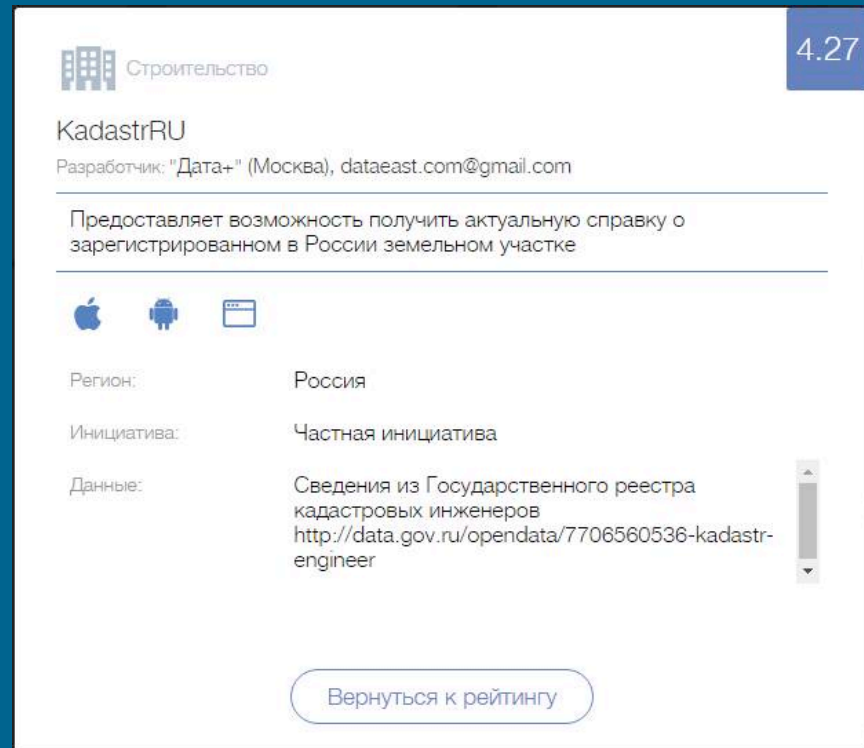 4.27
Строительство
KadastrRU
Разработчик: "Дата+" (Москва), dataeast.com@gmail.com
Предоставляет возможность получить актуальную справку о
зарегистрированном в России земельном участке
Регион: Россия
Инициатива: Частная инициатива
Данные: Сведения из Государственного реестра
кадастровых инженеров
http://data.gov.ru/opendata/7706560536-kadastr-
engineer
Вернуться к рейтингу